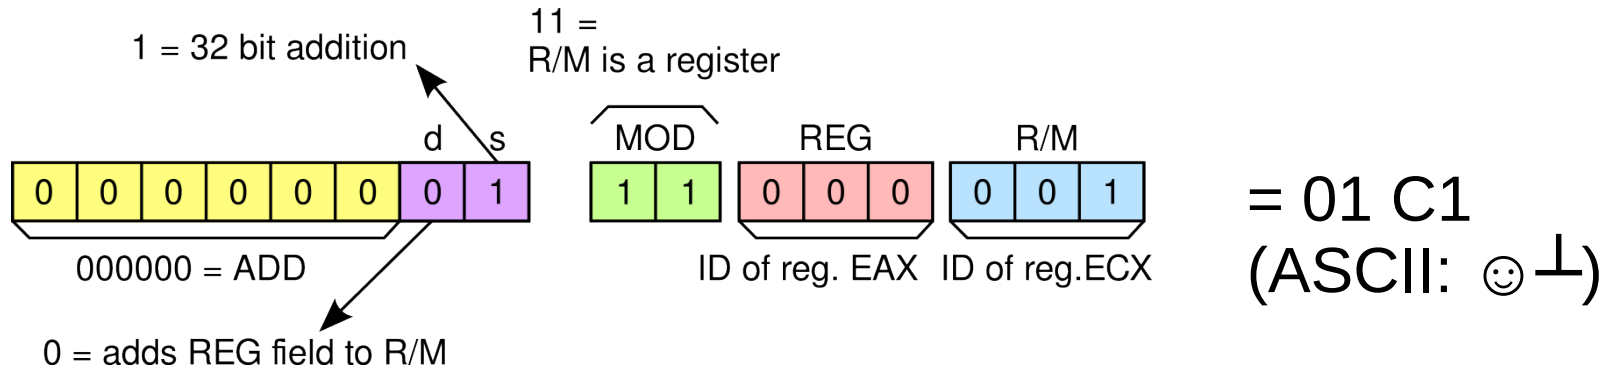 11 =
1 = 32 bit addition
R/M is a register
d s MOD REG R/M
0 0 0 0 0 0 0 1 1 1 0 0 0 0 0 1
= 01 C1
000000 = ADD
ID of reg. EAX
ID of reg.ECX
(ASCII: ☺┴)
0 = adds REG field to R/M